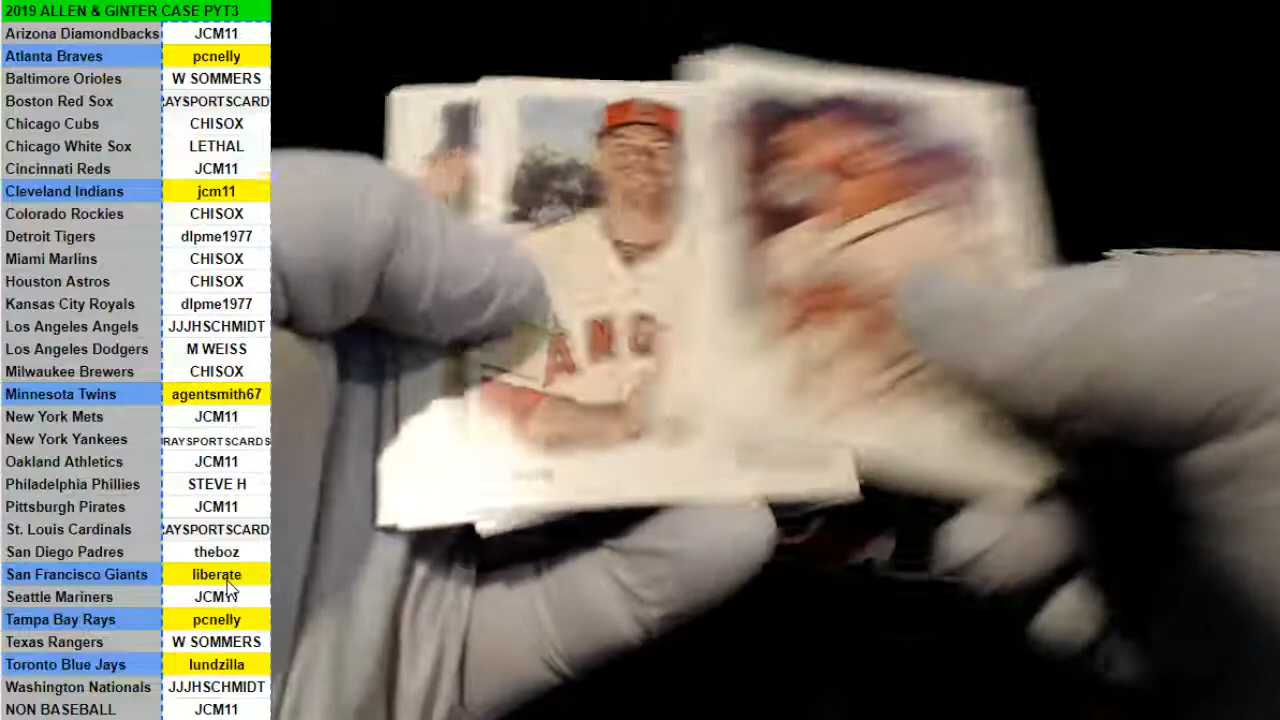 2019 ALLEN & GINTER CASE PYT3
Arizona Diamondbacks JCM11
Atlanta Braves pcnelly
Baltimore Orioles W SOMMERS
Boston Red Sox AYSPORTSCARD
Chicago Cubs CHISOX
Chicago White Sox LETHAL
Cincinnati Reds JCM11
Cleveland Indians jcm11
Colorado Rockies CHISOX
Detroit Tigers dlpme1977
Miami Marlins CHISOX
Houston Astros CHISOX
Kansas City Royals dlpme1977
Los Angeles Angels JJJHSCHMIDT
Los Angeles Dodgers M WEISS
Milwaukee Brewers CHISOX
Minnesota Twins agentsmith67
New York Mets JCM11
New York Yankees RAYSPORTSCARDS
Oakland Athletics JCM11
Philadelphia Phillies STEVE H
Pittsburgh Pirates JCM11
St. Louis Cardinals AYSPORTSCARD
San Diego Padres theboz
San Francisco Giants liberate
Seattle Mariners
Tampa Bay Rays pcnelly
Texas Rangers W SOMMERS
Toronto Blue Jays lundzilla
Washington Nationals JJJHSCHMIDT
NON BASEBALL JCM11
ANG